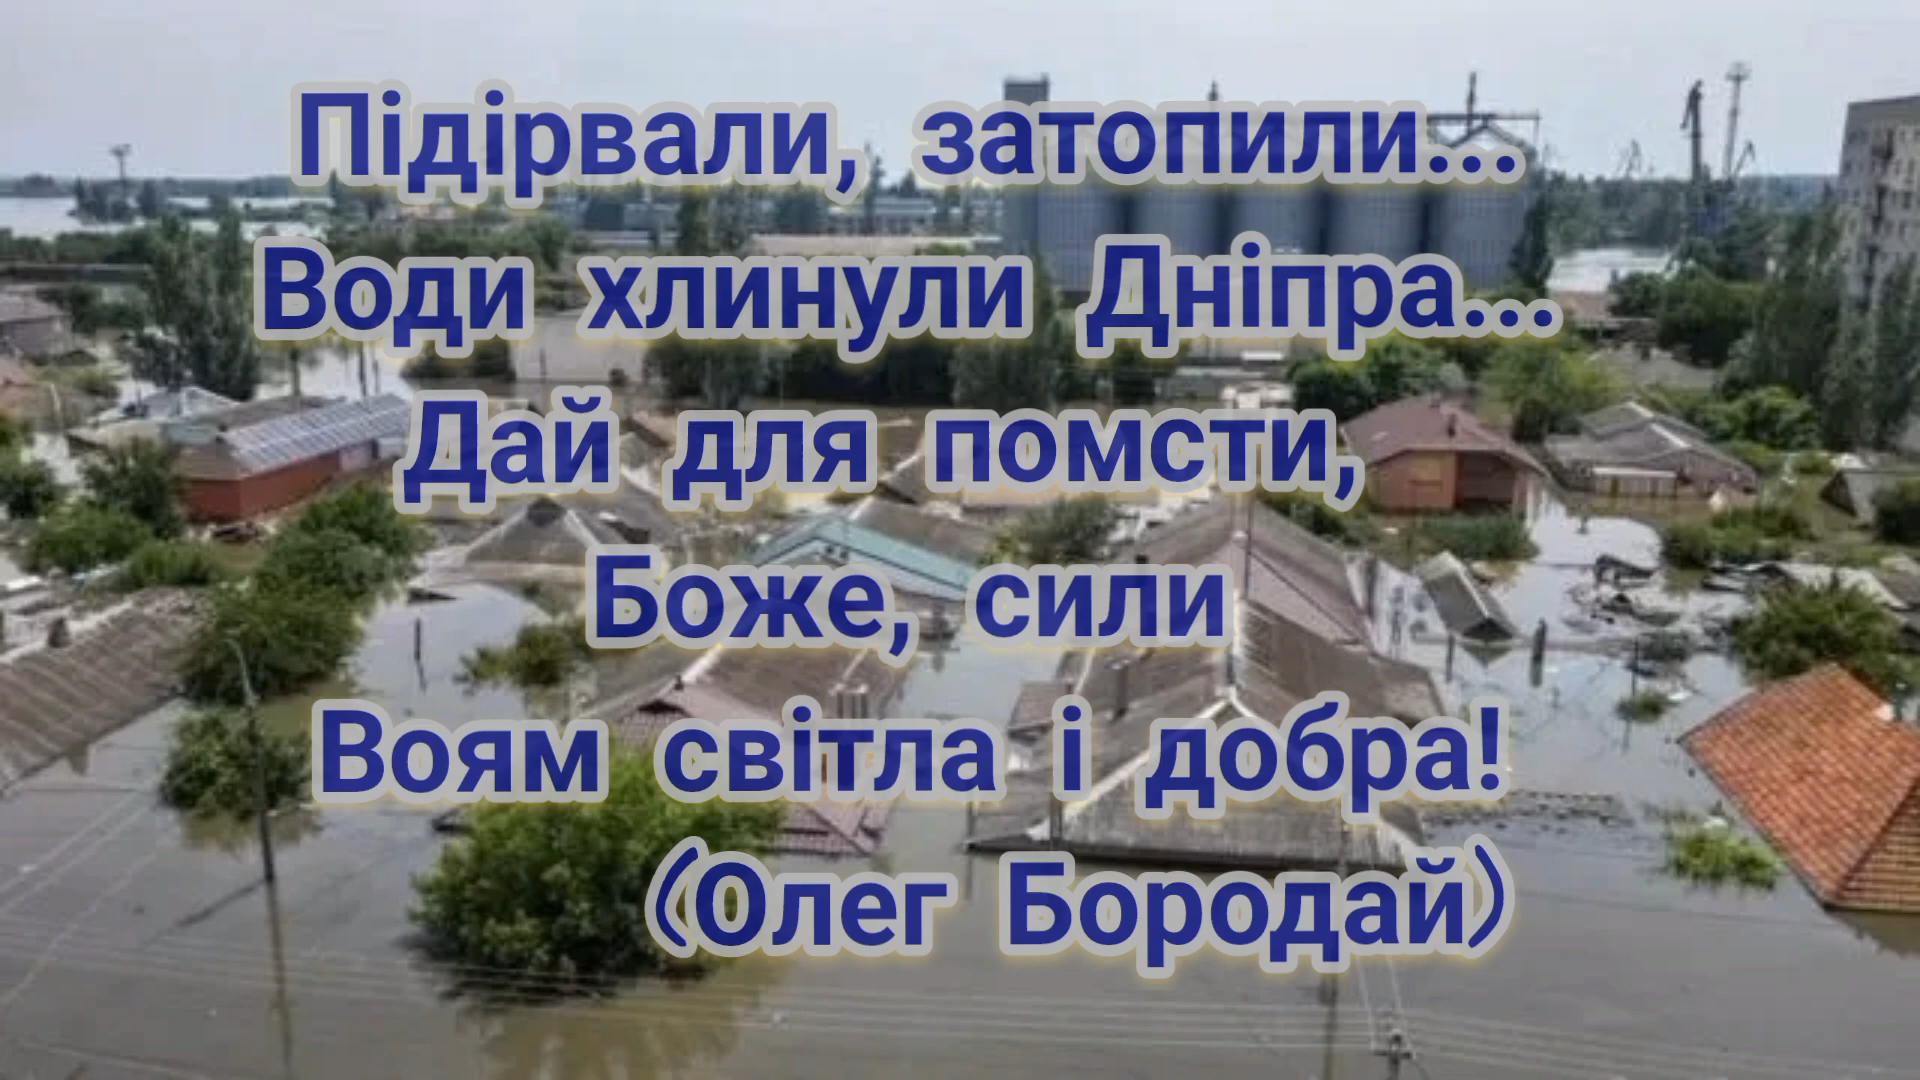 Підірвали, затопили...
Води хлинули Дніпра...
Дай для помсти,
Боже, сили
Воям світла і добра!
(Олег Бородай)